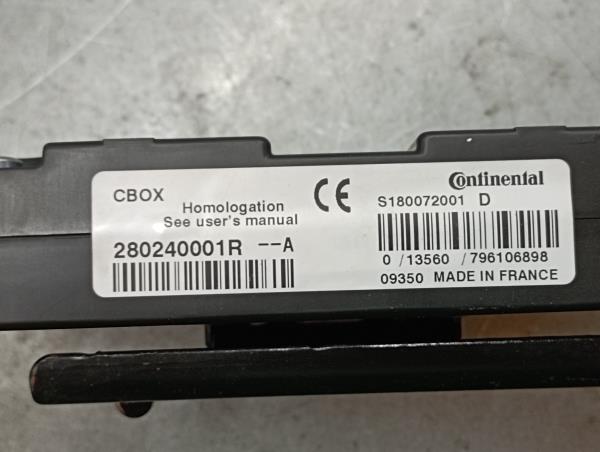 CBOX
Homologation
See user's manual
280240001R --A
CE
Continental
S180072001 D
0 /13560 /796106898
09350 MADE IN FRANCE